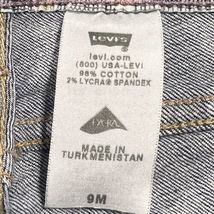 Levi's
levi.com
(800) USA-LEVI
98% COTTON
2% LYCRA® SPANDEX
LYCRA
MADE IN
TURKMENISTAN
9M